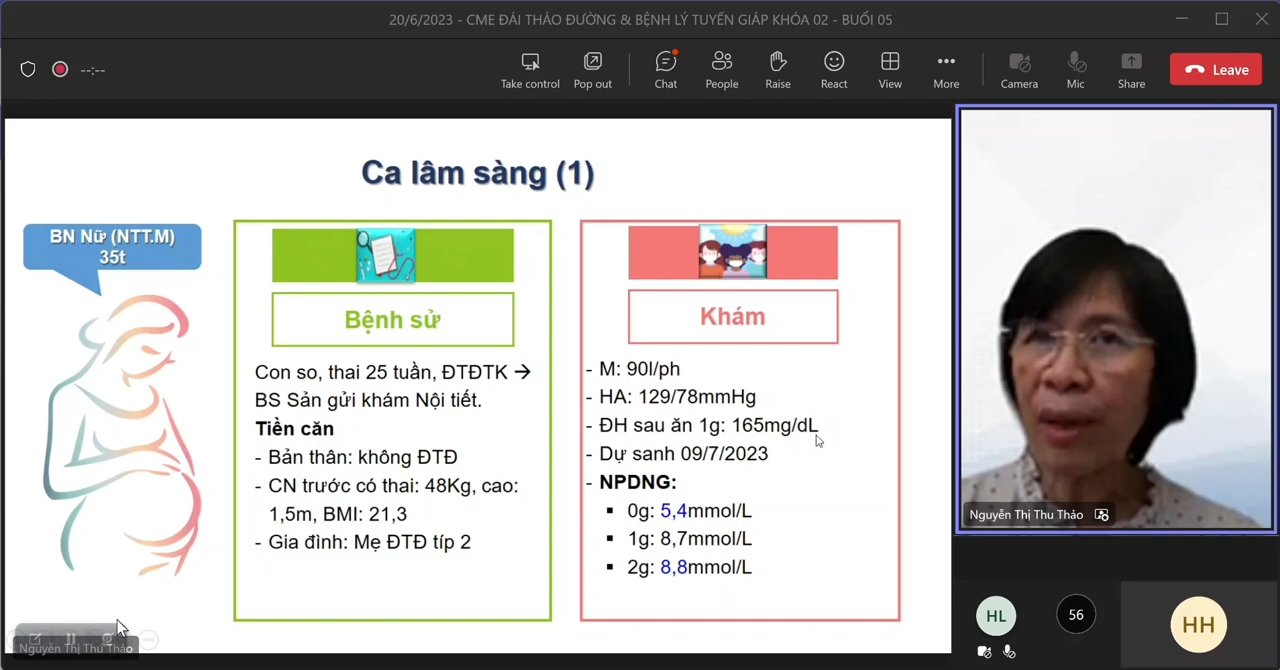 20/6/2023 - CME ĐÁI THÁO ĐƯỜNG & BỆNH LÝ TUYẾN GIÁP KHÓA 02 - BUỔI 05
--:--
Take control
Pop out
Chat
People
Raise
React
View
More
Camera
Mic
Share
Leave
Ca lâm sàng (1)
BN Nữ (NTT.M)
35t
Bệnh sử
Con so, thai 25 tuần, ĐTĐTK →
BS Sản gửi khám Nội tiết.
Tiền căn
- Bản thân: không ĐTĐ
- CN trước có thai: 48Kg, cao:
1,5m, BMI: 21,3
- Gia đình: Mẹ ĐTĐ típ 2
Khám
- M: 90l/ph
- HA: 129/78mmHg
- ĐH sau ăn 1g: 165mg/dL
- Dự sanh 09/7/2023
- NPDNG:
▪ 0g: 5,4mmol/L
▪ 1g: 8,7mmol/L
▪ 2g: 8,8mmol/L
Nguyễn Thị Thu Thảo
Nguyễn Thị Thu Thảo
HL
56
HH